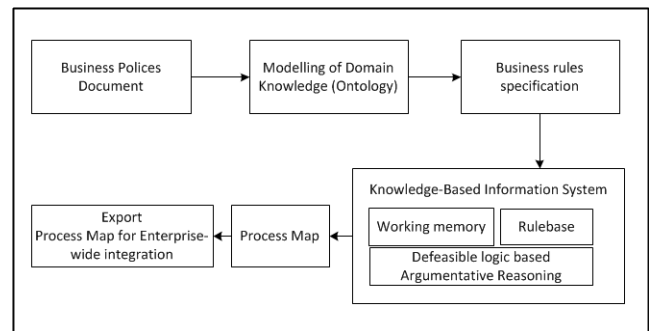 Business Polices
Document
Modelling of Domain
Knowledge (Ontology)
Business rules
specification
Knowledge-Based Information System
Working memory
Rulebase
Defeasible logic based
Argumentative Reasoning
Process Map
Export
Process Map for Enterprise-
wide integration